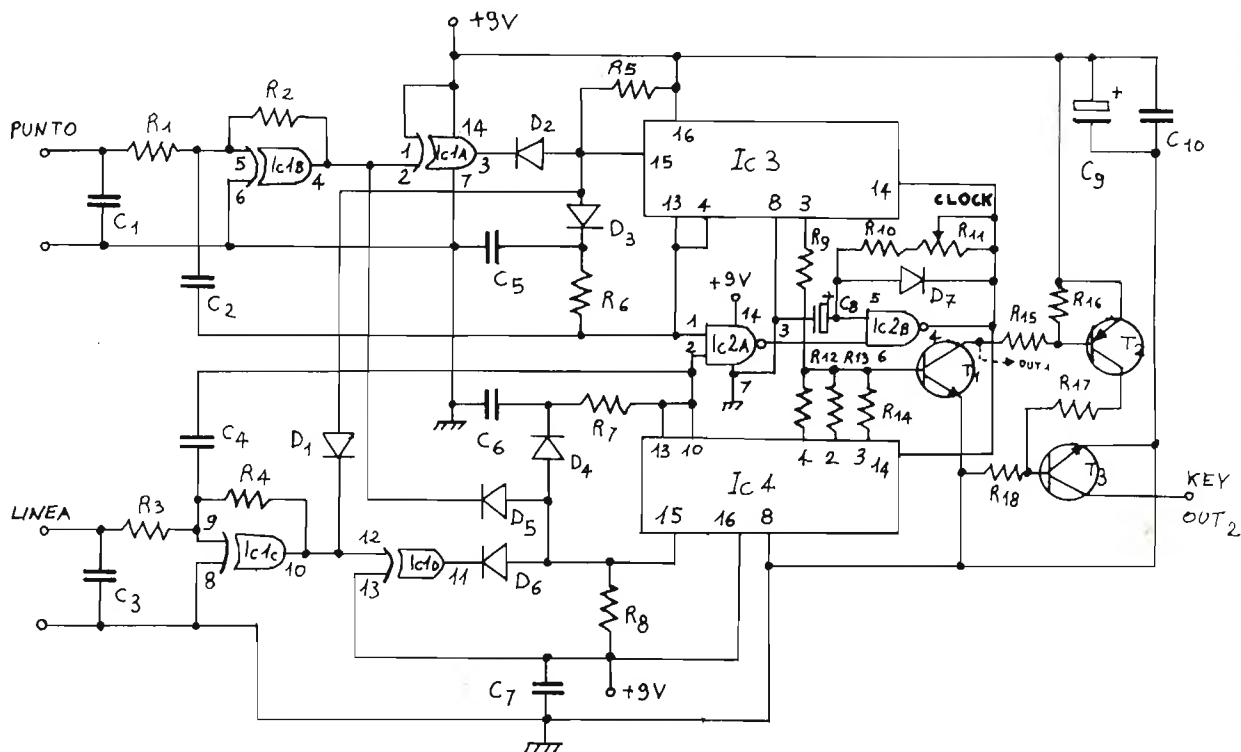 +9V
PUNTO
R1
R2
5
6
Ic1B
4
1
2
14
Ic1A
3
7
D2
R5
16
15
Ic 3
14
13
4
8
3
CLOCK
C10
C9
+
C1
C2
C5
D3
R6
R9
R10
R11
D7
+9V
1
2
14
Ic2A
7
3
+
C8
5
Ic2B
6
4
R15
R16
T2
OUT 1
T1
R12
R13
R14
R17
C4
D1
C6
R7
D4
13
10
4
2
3
14
Ic 4
R18
T3
KEY
OUT 2
LINEA
R3
R4
9
8
Ic1c
10
D5
12
13
Ic1D
11
D6
15
16
8
C3
R8
C7
+9V